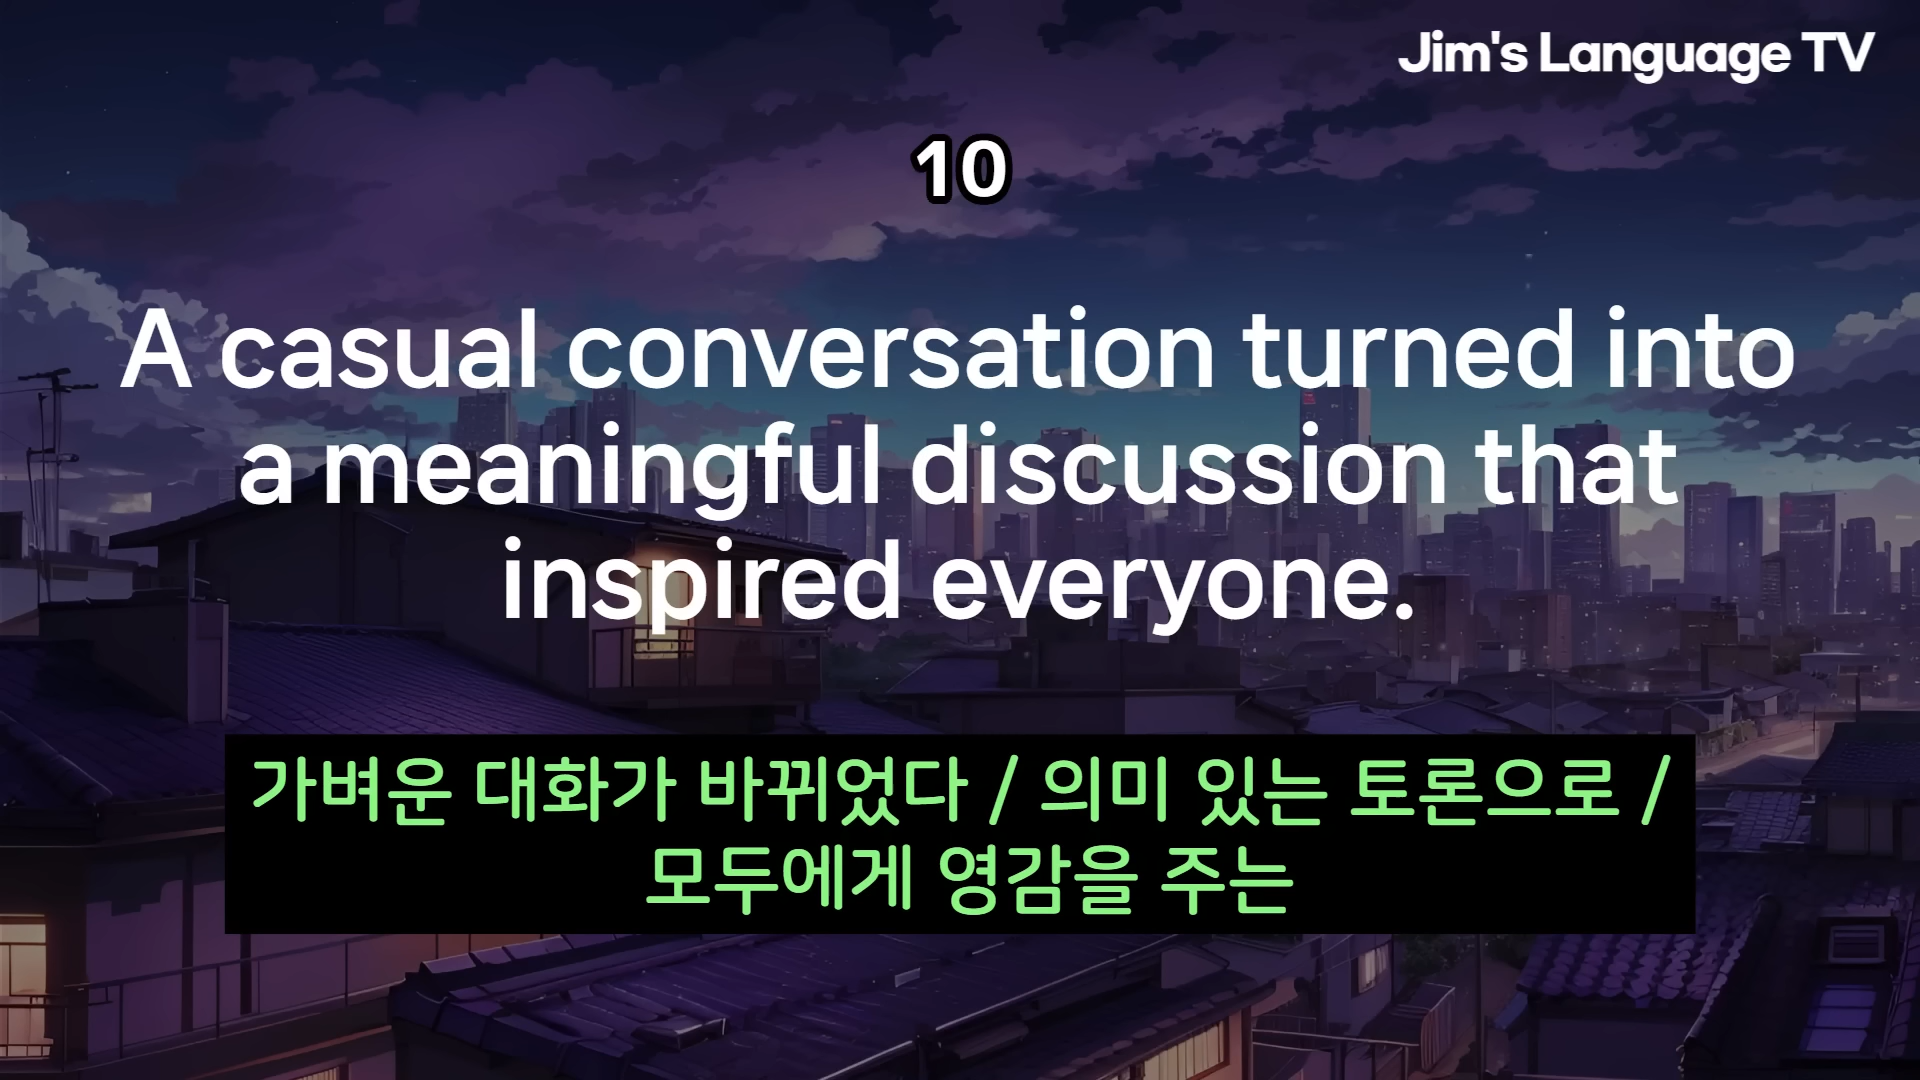 Jim's Language TV
10
A casual conversation turned into
a meaningful discussion that
inspired everyone.
가벼운 대화가 바뀌었다 / 의미 있는 토론으로 /
모두에게 영감을 주는